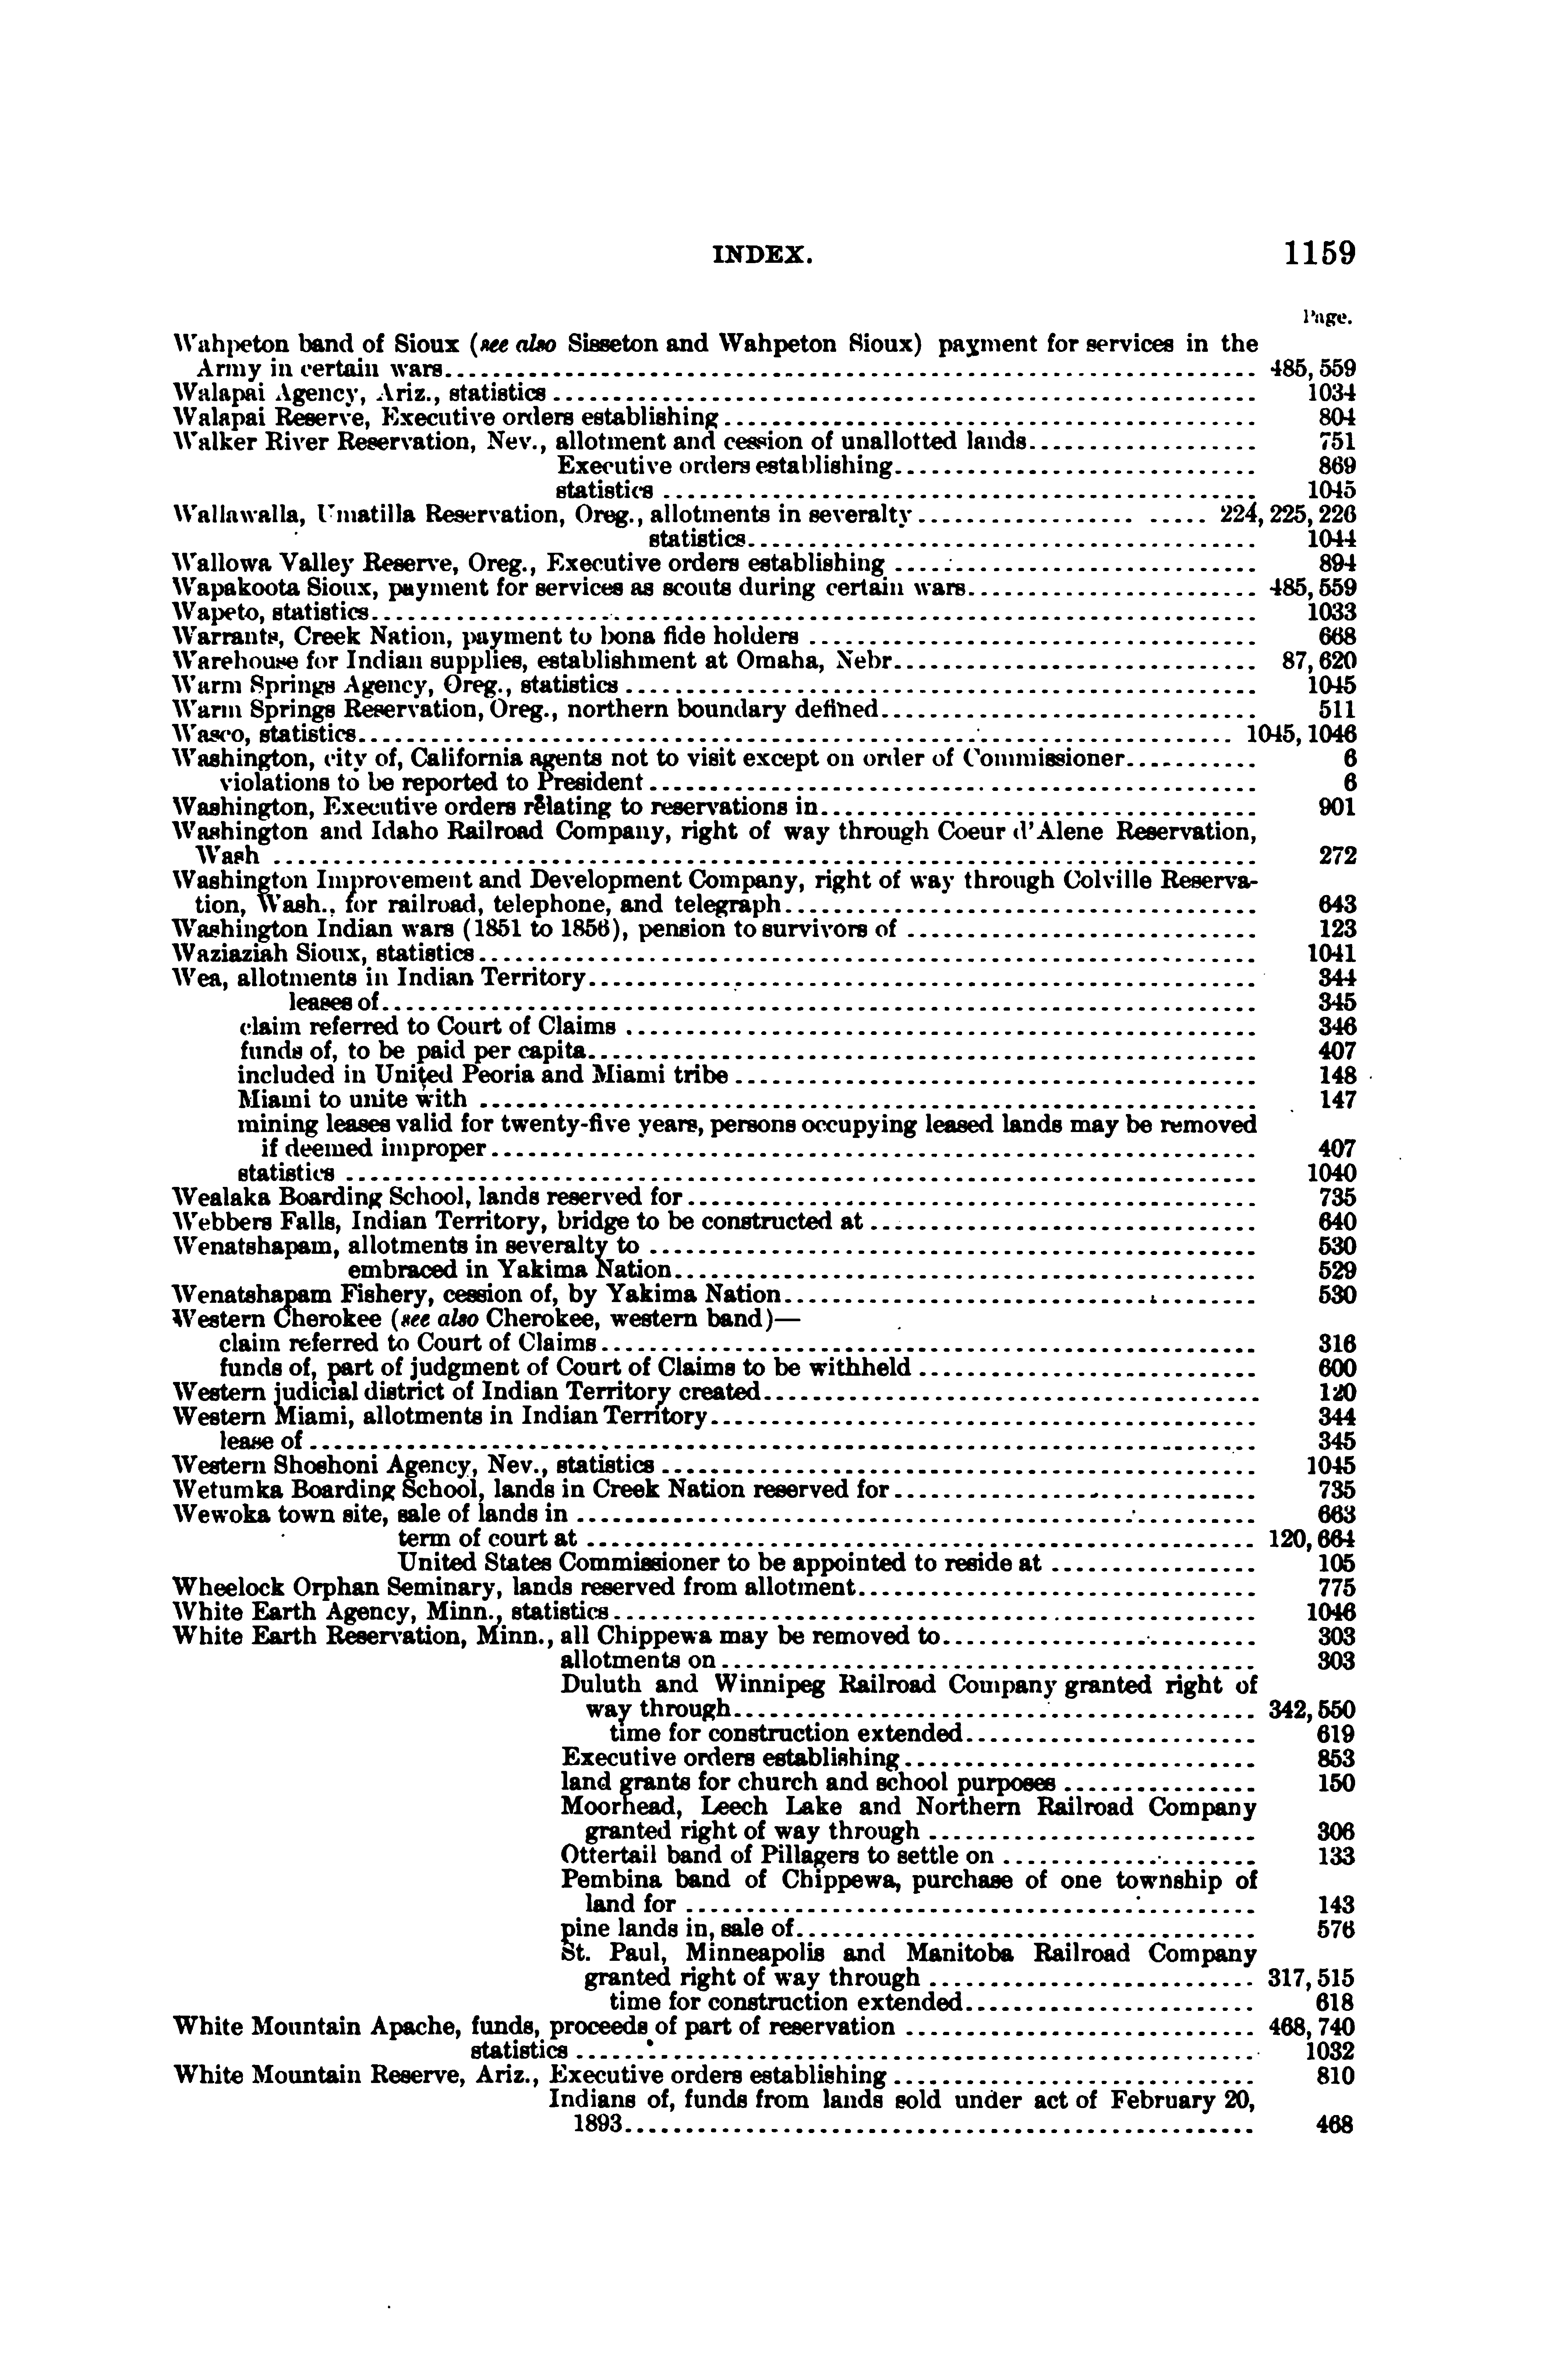 INDEX. 1159
Page.
Wahpeton band of Sioux (see also Sisseton and Wahpeton Sioux) payment for services in the
Army in certain wars 485, 559
Walapai Agency, Ariz., statistics 1034
Walapai Reserve, Executive orders establishing 804
Walker River Reservation, Nev., allotment and cession of unallotted lands 751
Executive orders establishing 869
statistics 1045
Wallawalla, Umatilla Reservation, Oreg., allotments in severalty 224, 225, 226
statistics 1044
Wallowa Valley Reserve, Oreg., Executive orders establishing 894
Wapakoota Sioux, payment for services as scouts during certain wars 485, 559
Wapeto, statistics 1033
Warrants, Creek Nation, payment to bona fide holders 668
Warehouse for Indian supplies, establishment at Omaha, Nebr 87, 620
Warm Springs Agency, Oreg., statistics 1045
Warm Springs Reservation, Oreg., northern boundary defined 511
Wasco, statistics 1045, 1046
Washington, city of, California agents not to visit except on order of Commissioner 6
violations to be reported to President 6
Washington, Executive orders relating to reservations in 901
Washington and Idaho Railroad Company, right of way through Coeur d'Alene Reservation,
Wash 272
Washington Improvement and Development Company, right of way through Colville Reserva-
tion, Wash., for railroad, telephone, and telegraph 643
Washington Indian wars (1851 to 1856), pension to survivors of 123
Waziaziah Sioux, statistics 1041
Wea, allotments in Indian Territory 344
leases of 345
claim referred to Court of Claims 346
funds of, to be paid per capita 407
included in United Peoria and Miami tribe 148
Miami to unite with 147
mining leases valid for twenty-five years, persons occupying leased lands may be removed
if deemed improper 407
statistics 1040
Wealaka Boarding School, lands reserved for 735
Webbers Falls, Indian Territory, bridge to be constructed at 640
Wenatshapam, allotments in severalty to 530
embraced in Yakima Nation 529
Wenatshapam Fishery, cession of, by Yakima Nation 530
Western Cherokee (see also Cherokee, western band)—
claim referred to Court of Claims 316
funds of, part of judgment of Court of Claims to be withheld 600
Western judicial district of Indian Territory created 120
Western Miami, allotments in Indian Territory 344
lease of 345
Western Shoshoni Agency, Nev., statistics 1045
Wetumka Boarding School, lands in Creek Nation reserved for 735
Wewoka town site, sale of lands in 663
term of court at 120, 664
United States Commissioner to be appointed to reside at 105
Wheelock Orphan Seminary, lands reserved from allotment 775
White Earth Agency, Minn., statistics 1046
White Earth Reservation, Minn., all Chippewa may be removed to 303
allotments on 303
Duluth and Winnipeg Railroad Company granted right of
way through 342, 550
time for construction extended 619
Executive orders establishing 853
land grants for church and school purposes 150
Moorhead, Leech Lake and Northern Railroad Company
granted right of way through 306
Ottertail band of Pillagers to settle on 133
Pembina band of Chippewa, purchase of one township of
land for 143
pine lands in, sale of 576
St. Paul, Minneapolis and Manitoba Railroad Company
granted right of way through 317, 515
time for construction extended 618
White Mountain Apache, funds, proceeds of part of reservation 468, 740
statistics 1032
White Mountain Reserve, Ariz., Executive orders establishing 810
Indians of, funds from lands sold under act of February 20,
1893 468